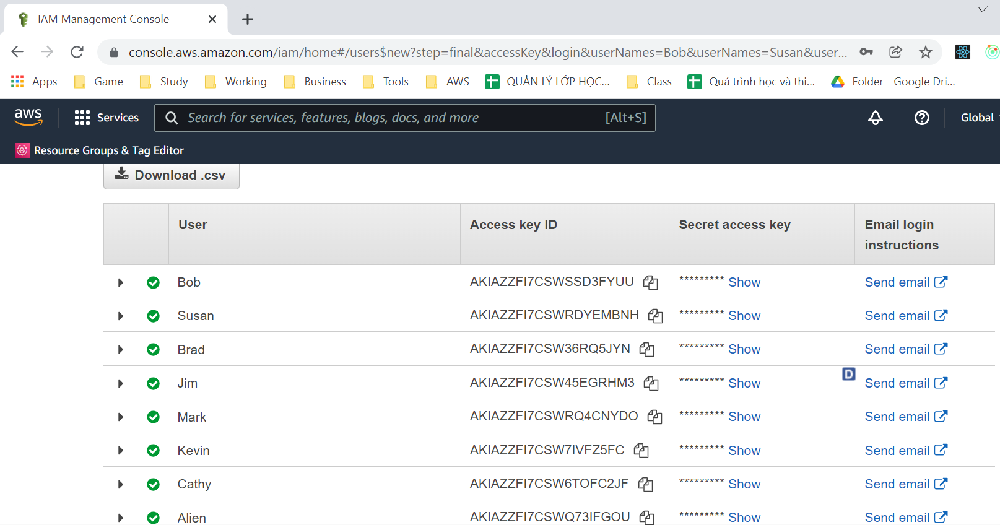 IAM Management Console
console.aws.amazon.com/iam/home#/users$new?step=final&accessKey&login&userNames=Bob&userNames=Susan&user...
Apps Game Study Working Business Tools AWS QUẢN LÝ LỚP HỌC... Class Quá trình học và thi... Folder - Google Dri...
aws Services Search for services, features, blogs, docs, and more [Alt+S] Global
Resource Groups & Tag Editor
Download .csv
User Access key ID Secret access key Email login instructions
Bob AKIAZZFI7CSWSSD3FYUU ********* Show Send email
Susan AKIAZZFI7CSWRDYEMBNH ********* Show Send email
Brad AKIAZZFI7CSW36RQ5JYN ********* Show Send email
D
Jim AKIAZZFI7CSW45EGRHM3 ********* Show Send email
Mark AKIAZZFI7CSWRQ4CNYDO ********* Show Send email
Kevin AKIAZZFI7CSW7IVFZ5FC ********* Show Send email
Cathy AKIAZZFI7CSW6TOFC2JF ********* Show Send email
Alien AKIAZZFI7CSWQ73IFGOU ********* Show Send email